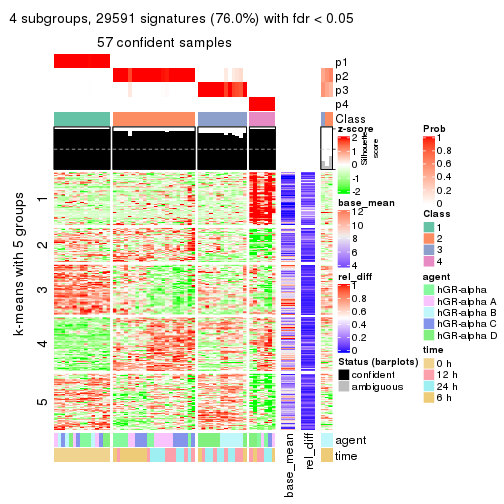 4 subgroups, 29591 signatures (76.0%) with fdr < 0.05
57 confident samples
p1
p2
p3
p4
Class
Silhouette score
k-means with 5 groups
1
2
3
4
5
agent
time
base_mean
rel_diff
z-score
2
1
0
-1
-2
base_mean
12
10
8
6
4
rel_diff
1
0.8
0.6
0.4
0.2
0
Status (barplots)
confident
ambiguous
Prob
1
0.8
0.6
0.4
0.2
0
Class
1
2
3
4
agent
hGR-alpha
hGR-alpha A
hGR-alpha B
hGR-alpha C
hGR-alpha D
time
0 h
12 h
24 h
6 h